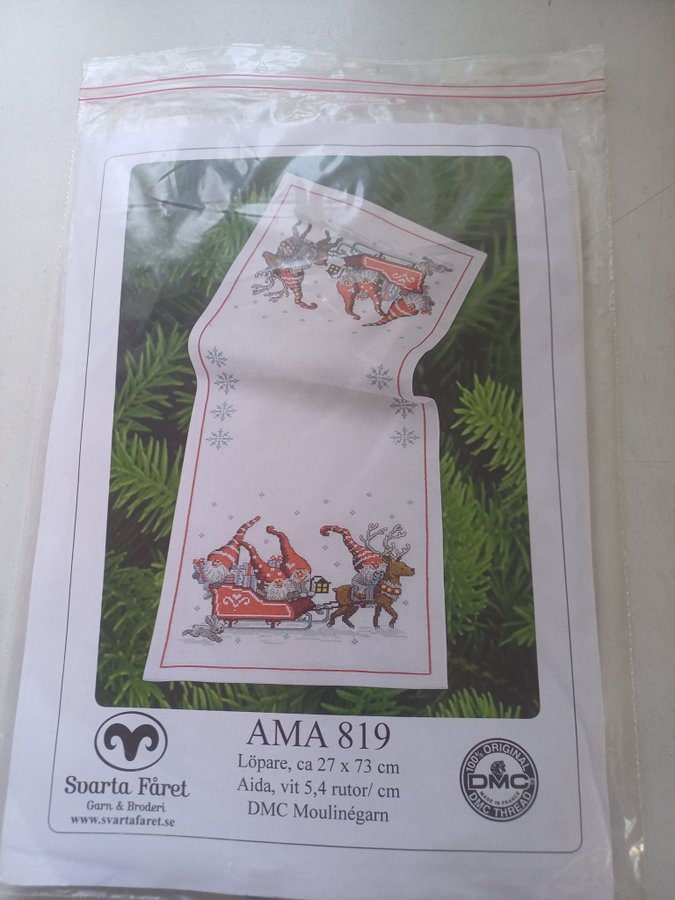 AMA 819
Löpare, ca 27 x 73 cm
Aida, vit 5,4 rutor/ cm
DMC Moulinégarn
Svarta Fåret
Garn & Broderi
www.svartafaret.se
100% ORIGINAL
DMC
MADE IN FRANCE
DMC THREAD